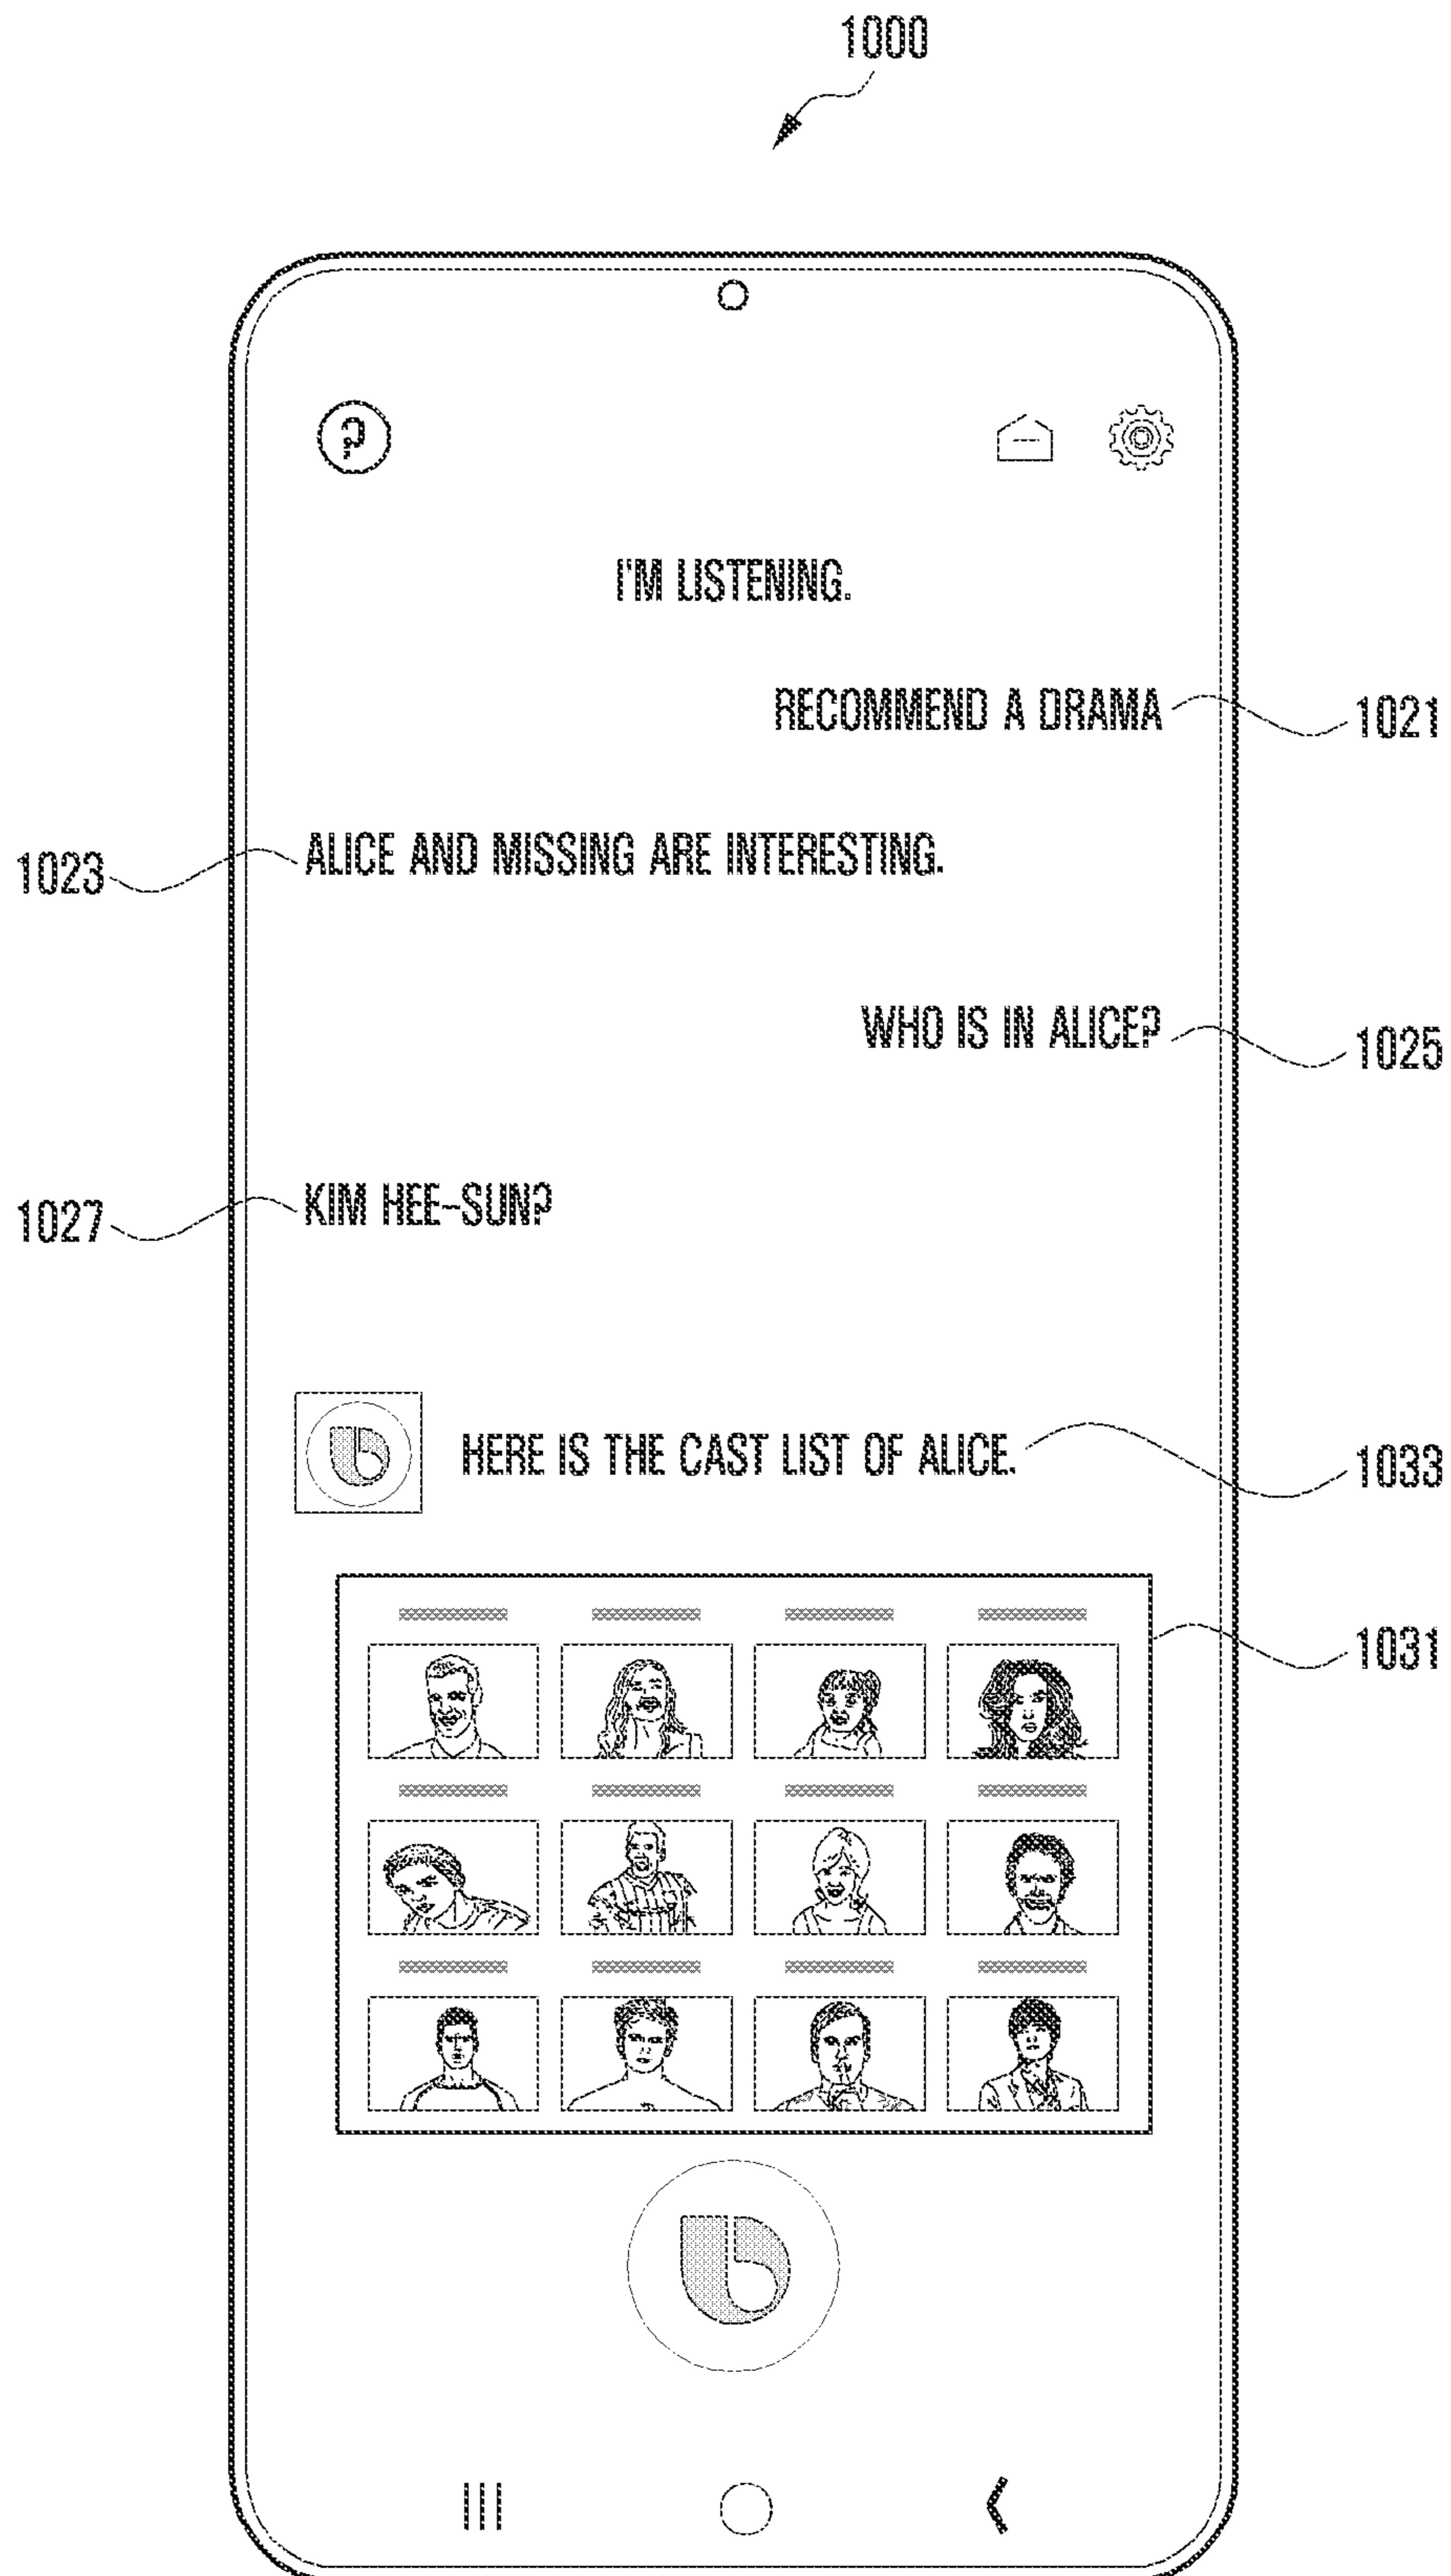 1000
?
I'M LISTENING.
RECOMMEND A DRAMA
1021
1023
ALICE AND MISSING ARE INTERESTING.
WHO IS IN ALICE?
1025
1027
KIM HEE-SUN?
HERE IS THE CAST LIST OF ALICE.
1033
1031